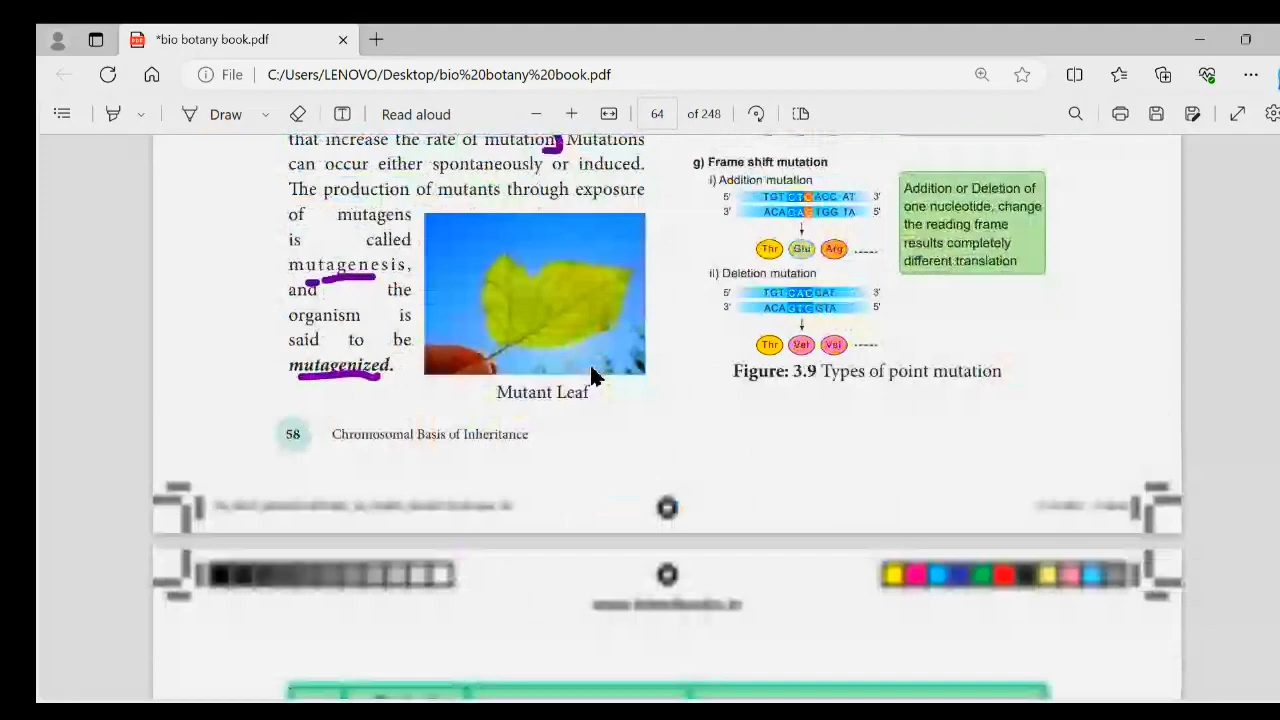 *bio botany book.pdf
File
C:/Users/LENOVO/Desktop/bio%20botany%20book.pdf
Draw
Read aloud
64
of 248
that increase the rate of mutation. Mutations
can occur either spontaneously or induced.
The production of mutants through exposure
of mutagens
is called
mutagenesis,
and the
organism is
said to be
mutagenized.
Mutant Leaf
58 Chromosomal Basis of Inheritance
g) Frame shift mutation
i) Addition mutation
5' TGT 3'
3' ACA TGG TA 5'
Thr Glu Arg
ii) Deletion mutation
5' TGT CAC CAT 3'
3' ACA GTG GTA 5'
Thr Val Val
Addition or Deletion of
one nucleotide, change
the reading frame
results completely
different translation
Figure: 3.9 Types of point mutation